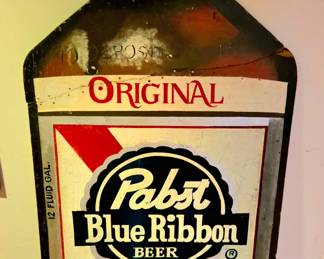 ORIGINAL
12 FLUID GAL.
Pabst
Blue Ribbon
BEER
®